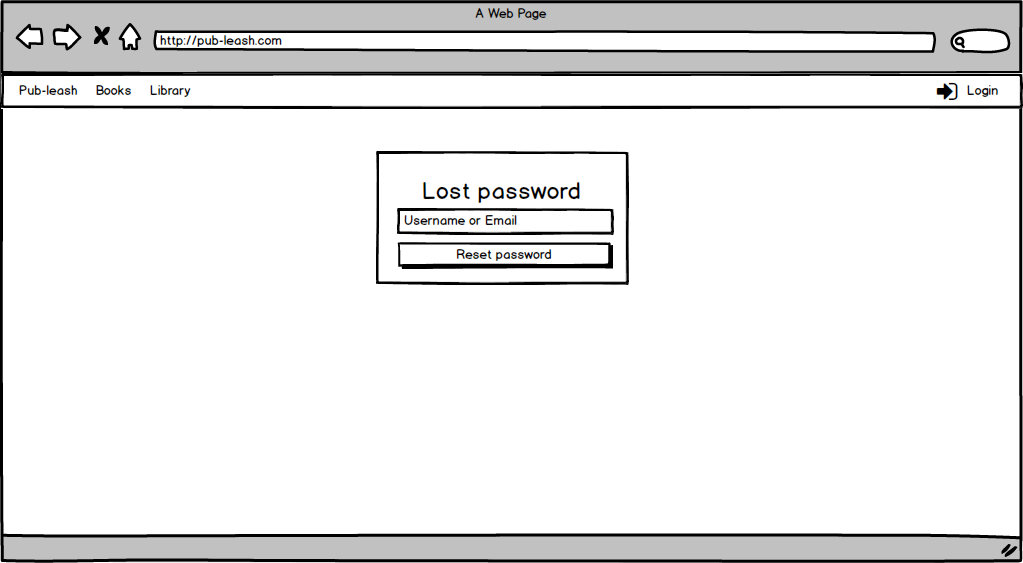 A Web Page
http://pub-leash.com
Pub-leash Books Library Login
Lost password
Username or Email
Reset password